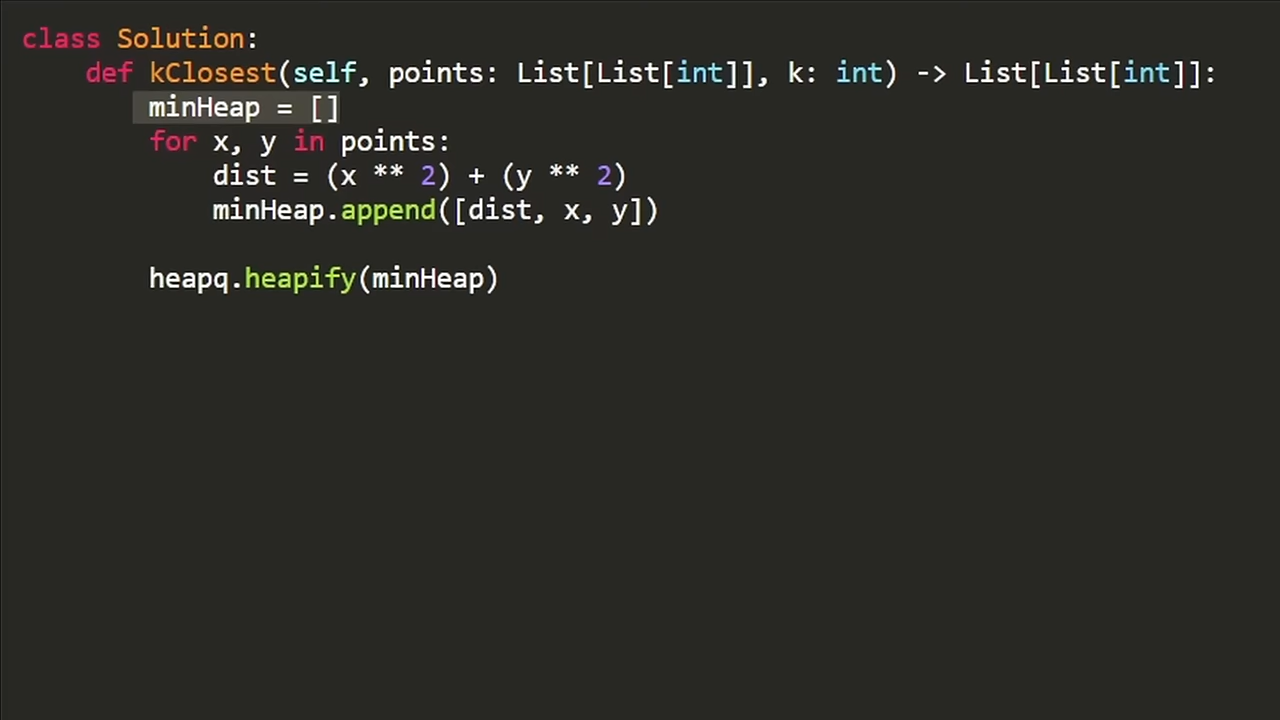 class Solution:
    def kClosest(self, points: List[List[int]], k: int) -> List[List[int]]:
        minHeap = []
        for x, y in points:
            dist = (x ** 2) + (y ** 2)
            minHeap.append([dist, x, y])

        heapq.heapify(minHeap)